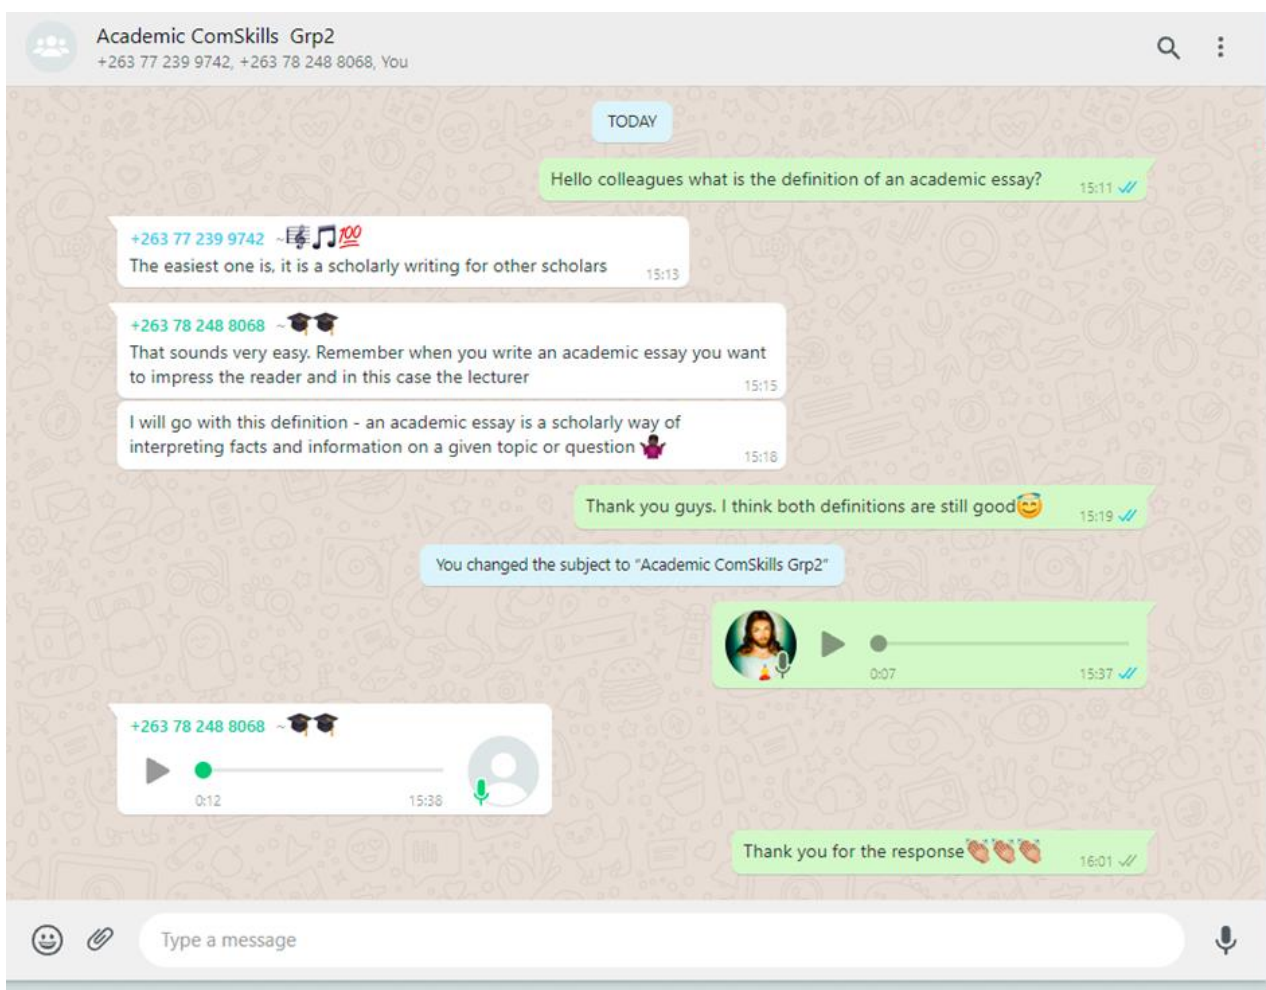 Academic ComSkills Grp2
+263 77 239 9742, +263 78 248 8068, You
TODAY
Hello colleagues what is the definition of an academic essay?
15:11
+263 77 239 9742 ~🎼🎵💯
The easiest one is, it is a scholarly writing for other scholars
15:13
+263 78 248 8068 ~🎓🎓
That sounds very easy. Remember when you write an academic essay you want
to impress the reader and in this case the lecturer
15:15
I will go with this definition - an academic essay is a scholarly way of
interpreting facts and information on a given topic or question 🤷🏿
15:18
Thank you guys. I think both definitions are still good😇
15:19
You changed the subject to “Academic ComSkills Grp2”
0:07
15:37
+263 78 248 8068 ~🎓🎓
0:12
15:38
Thank you for the response👏🏼👏🏼👏🏼
16:01
Type a message